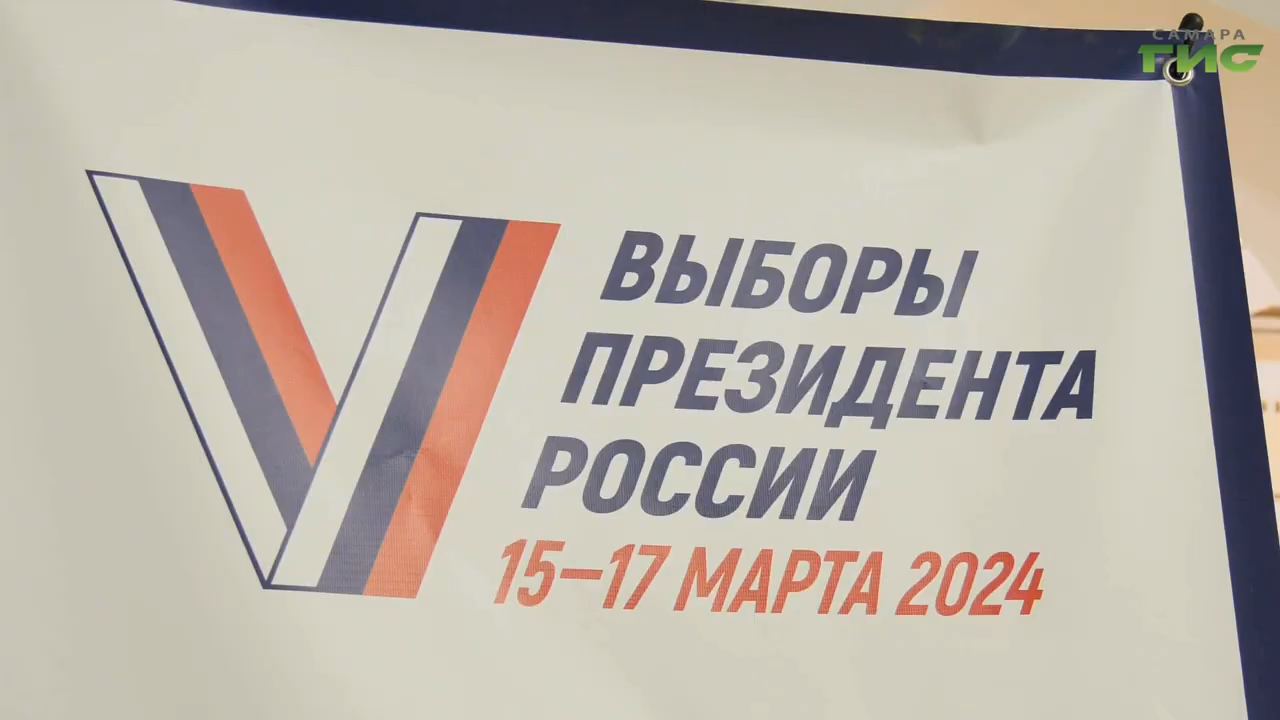 САМАРА
ГИС
ВЫБОРЫ
ПРЕЗИДЕНТА
РОССИИ
15–17 МАРТА 2024